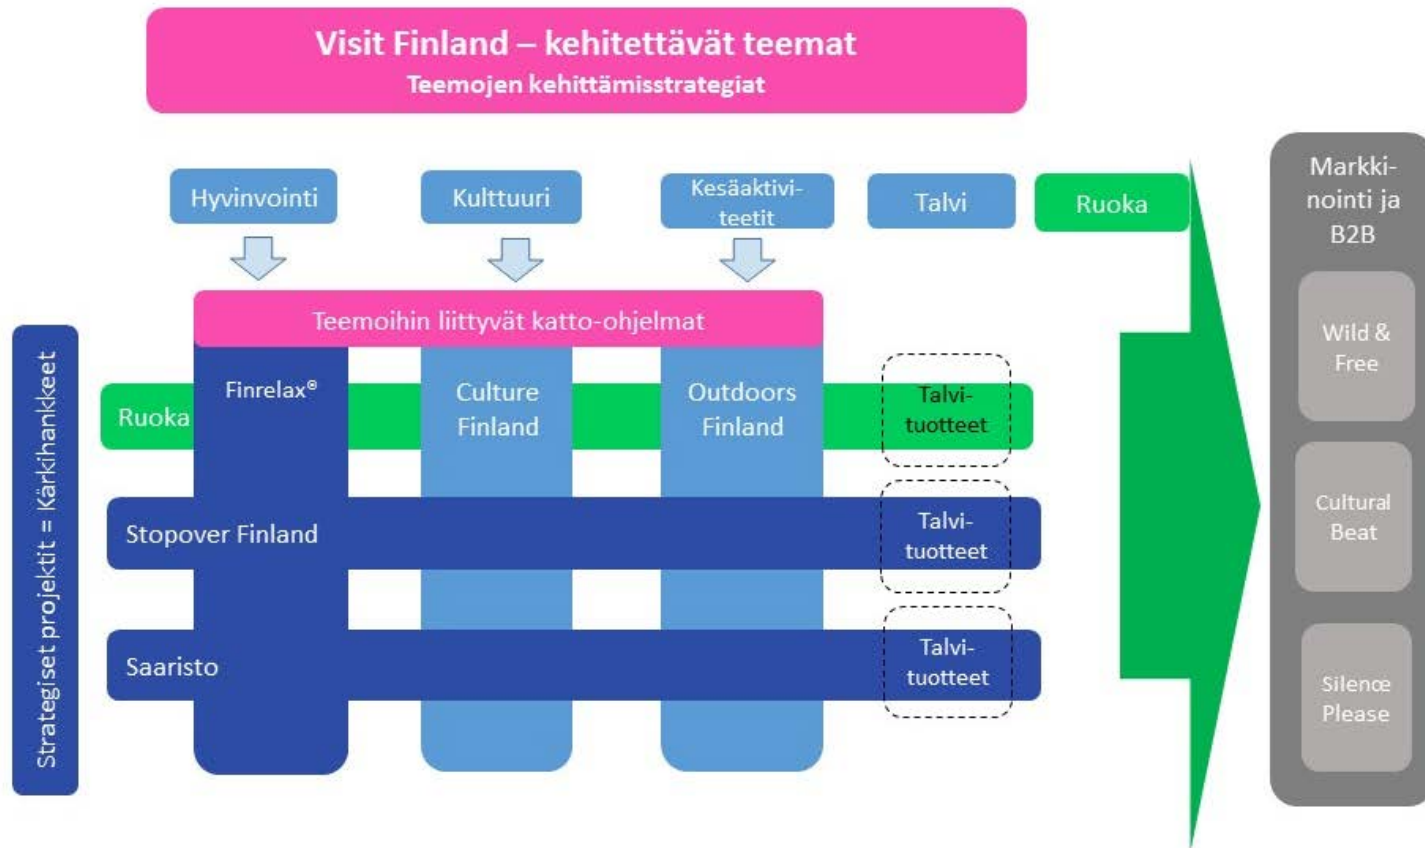 Visit Finland – kehitettävät teemat
Teemojen kehittämisstrategiat
Hyvinvointi
Kulttuuri
Kesäaktivi-
teetit
Talvi
Ruoka
Teemoihin liittyvät katto-ohjelmat
Strategiset projektit = Kärkihankkeet
Ruoka
Finrelax®
Culture
Finland
Outdoors
Finland
Talvi-
tuotteet
Stopover Finland
Talvi-
tuotteet
Saaristo
Talvi-
tuotteet
Markki-
nointi ja
B2B
Wild &
Free
Cultural
Beat
Silence
Please